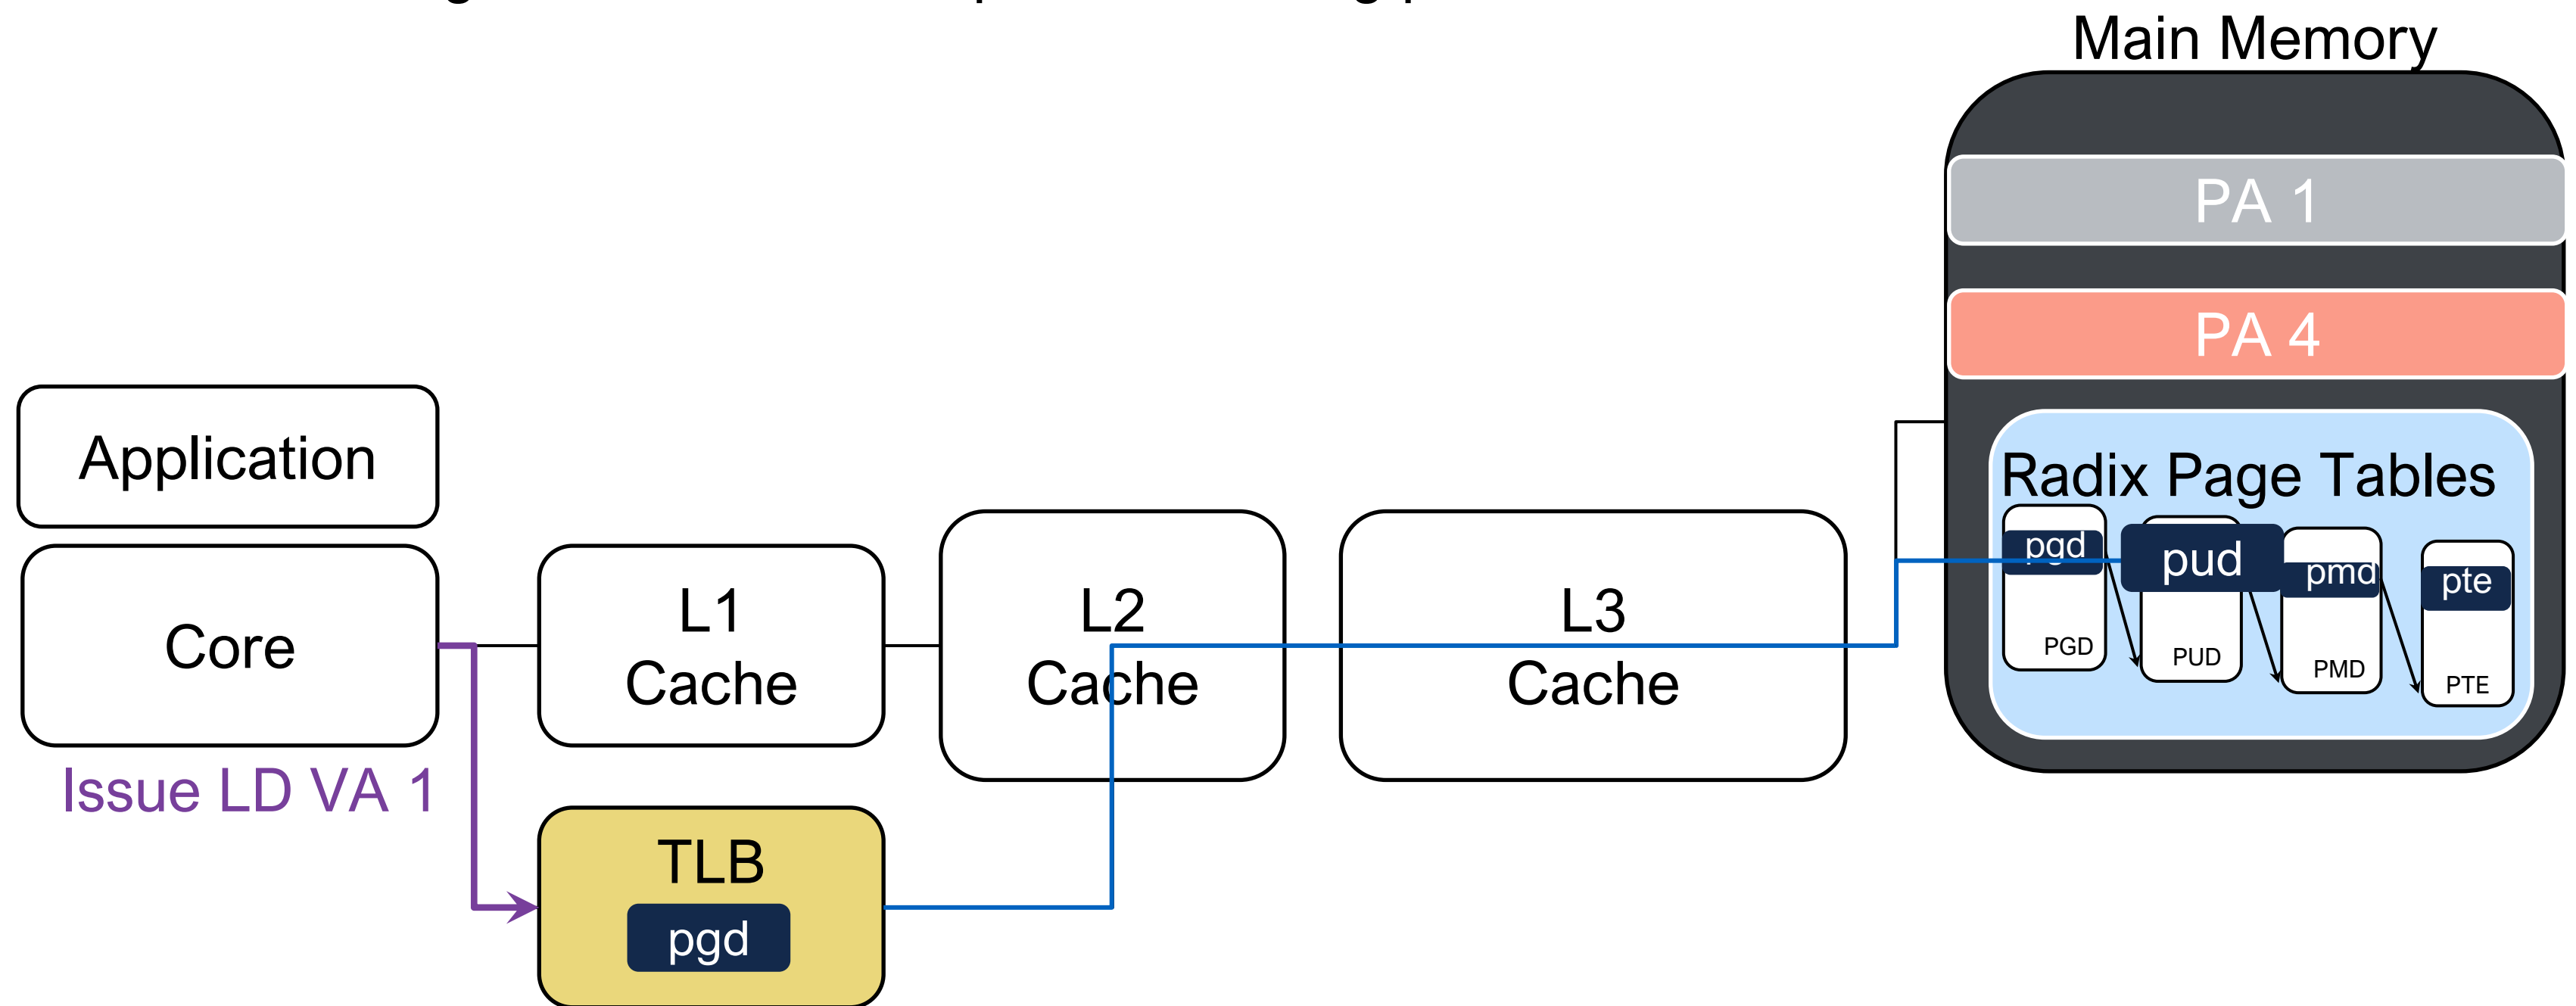 Main Memory
PA 1
PA 4
Application
Radix Page Tables
pgd
pud
pmd
pte
PGD
PUD
PMD
PTE
Core
L1
Cache
L2
Cache
L3
Cache
Issue LD VA 1
TLB
pgd